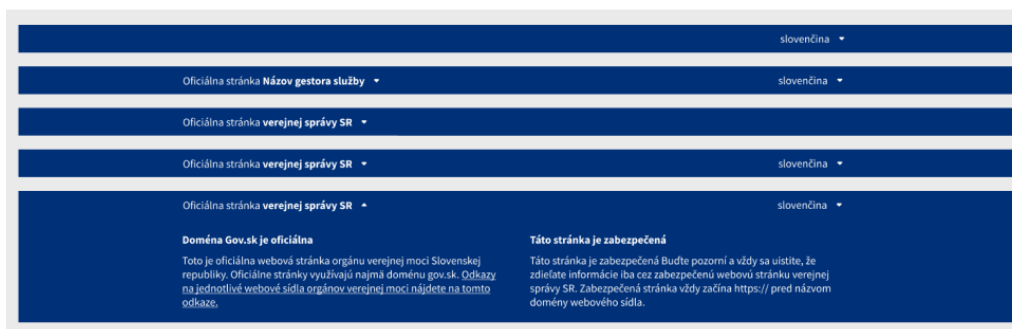 slovenčina
Oficiálna stránka Názov gestora služby slovenčina
Oficiálna stránka verejnej správy SR
Oficiálna stránka verejnej správy SR slovenčina
Oficiálna stránka verejnej správy SR slovenčina
Doména Gov.sk je oficiálna
Toto je oficiálna webová stránka orgánu verejnej moci Slovenskej
republiky. Oficiálne stránky využívajú najmä doménu gov.sk. Odkazy
na jednotlivé webové sídla orgánov verejnej moci nájdete na tomto
odkaze.
Táto stránka je zabezpečená
Táto stránka je zabezpečená Buďte pozorní a vždy sa uistite, že
zdieľate informácie iba cez zabezpečenú webovú stránku verejnej
správy SR. Zabezpečená stránka vždy začína https:// pred názvom
domény webového sídla.